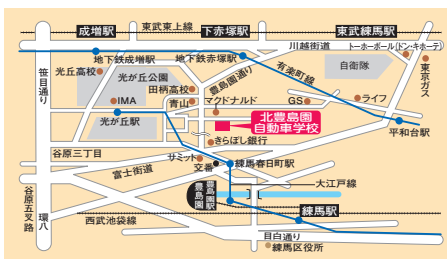 成増駅
東武東上線
下赤塚駅
東武練馬駅
川越街道
トーホーボール(ドン・キホーテ)
地下鉄成増駅
地下鉄赤塚駅
笹目通り
光丘高校
光が丘公園
田柄高校
豊島園通り
有楽町線
自衛隊
東京ガス
IMA
青山
マクドナルド
GS
ライフ
光が丘駅
北豊島園
自動車学校
平和台駅
きらぼし銀行
谷原三丁目
サミット
交番
練馬春日町駅
富士街道
大江戸線
豊島園
豊島園駅
谷原五叉路
環八
西武池袋線
練馬駅
目白通り
練馬区役所